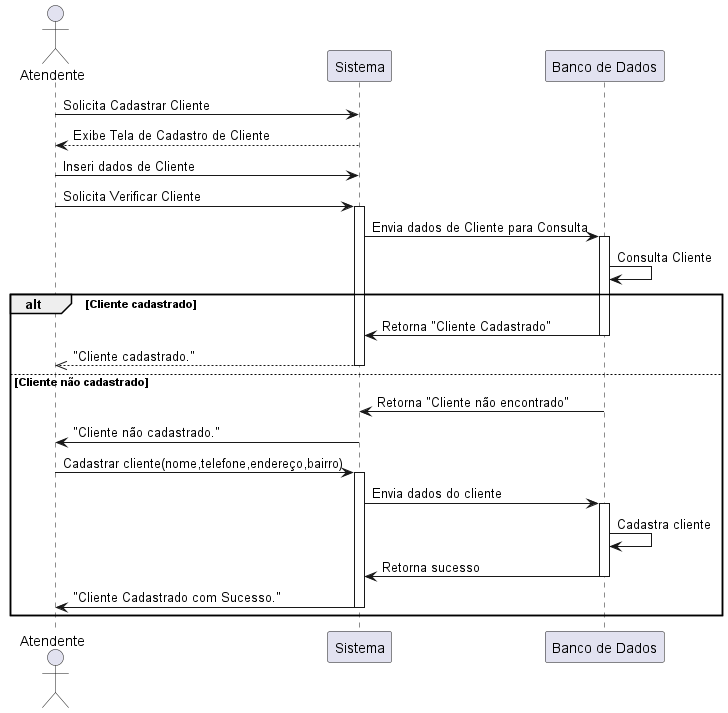 Atendente
Sistema
Banco de Dados
Solicita Cadastrar Cliente
Exibe Tela de Cadastro de Cliente
Inseri dados de Cliente
Solicita Verificar Cliente
Envia dados de Cliente para Consulta
Consulta Cliente
alt [Cliente cadastrado]
Retorna "Cliente Cadastrado"
"Cliente cadastrado."
[Cliente não cadastrado]
Retorna "Cliente não encontrado"
"Cliente não cadastrado."
Cadastrar cliente(nome,telefone,endereço,bairro)
Envia dados do cliente
Cadastra cliente
Retorna sucesso
"Cliente Cadastrado com Sucesso."
Atendente
Sistema
Banco de Dados